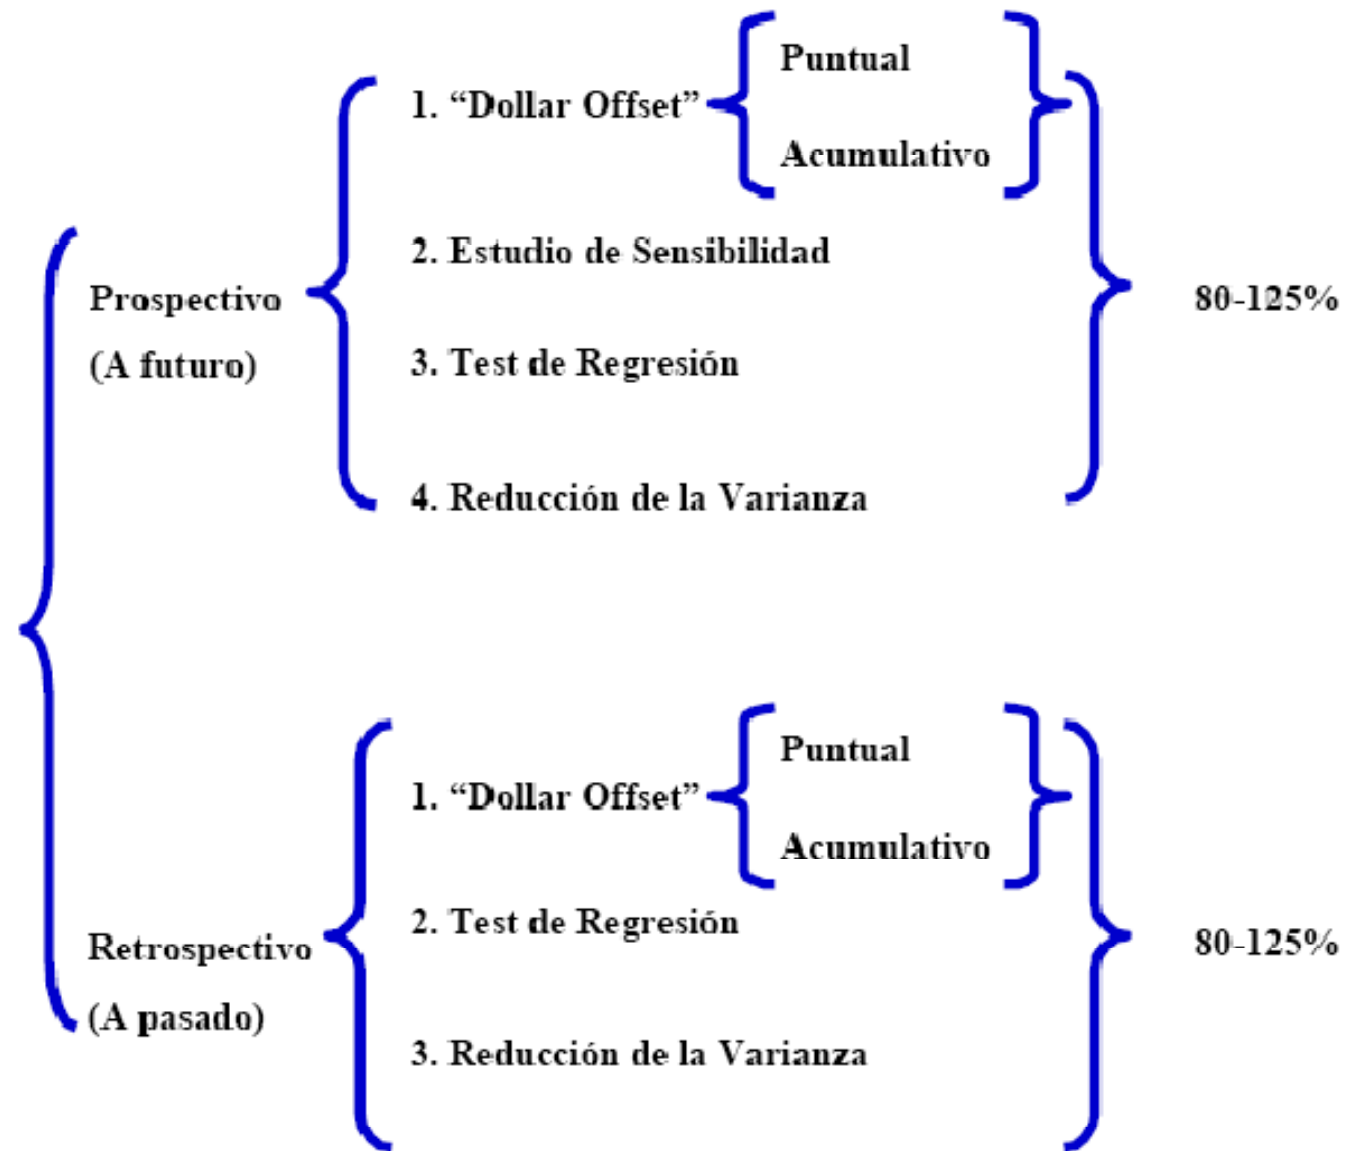 Puntual
1. “Dollar Offset”
Acumulativo
2. Estudio de Sensibilidad
Prospectivo
(A futuro)
80-125%
3. Test de Regresión
4. Reducción de la Varianza
Puntual
1. “Dollar Offset”
Acumulativo
2. Test de Regresión
Retrospectivo
(A pasado)
80-125%
3. Reducción de la Varianza